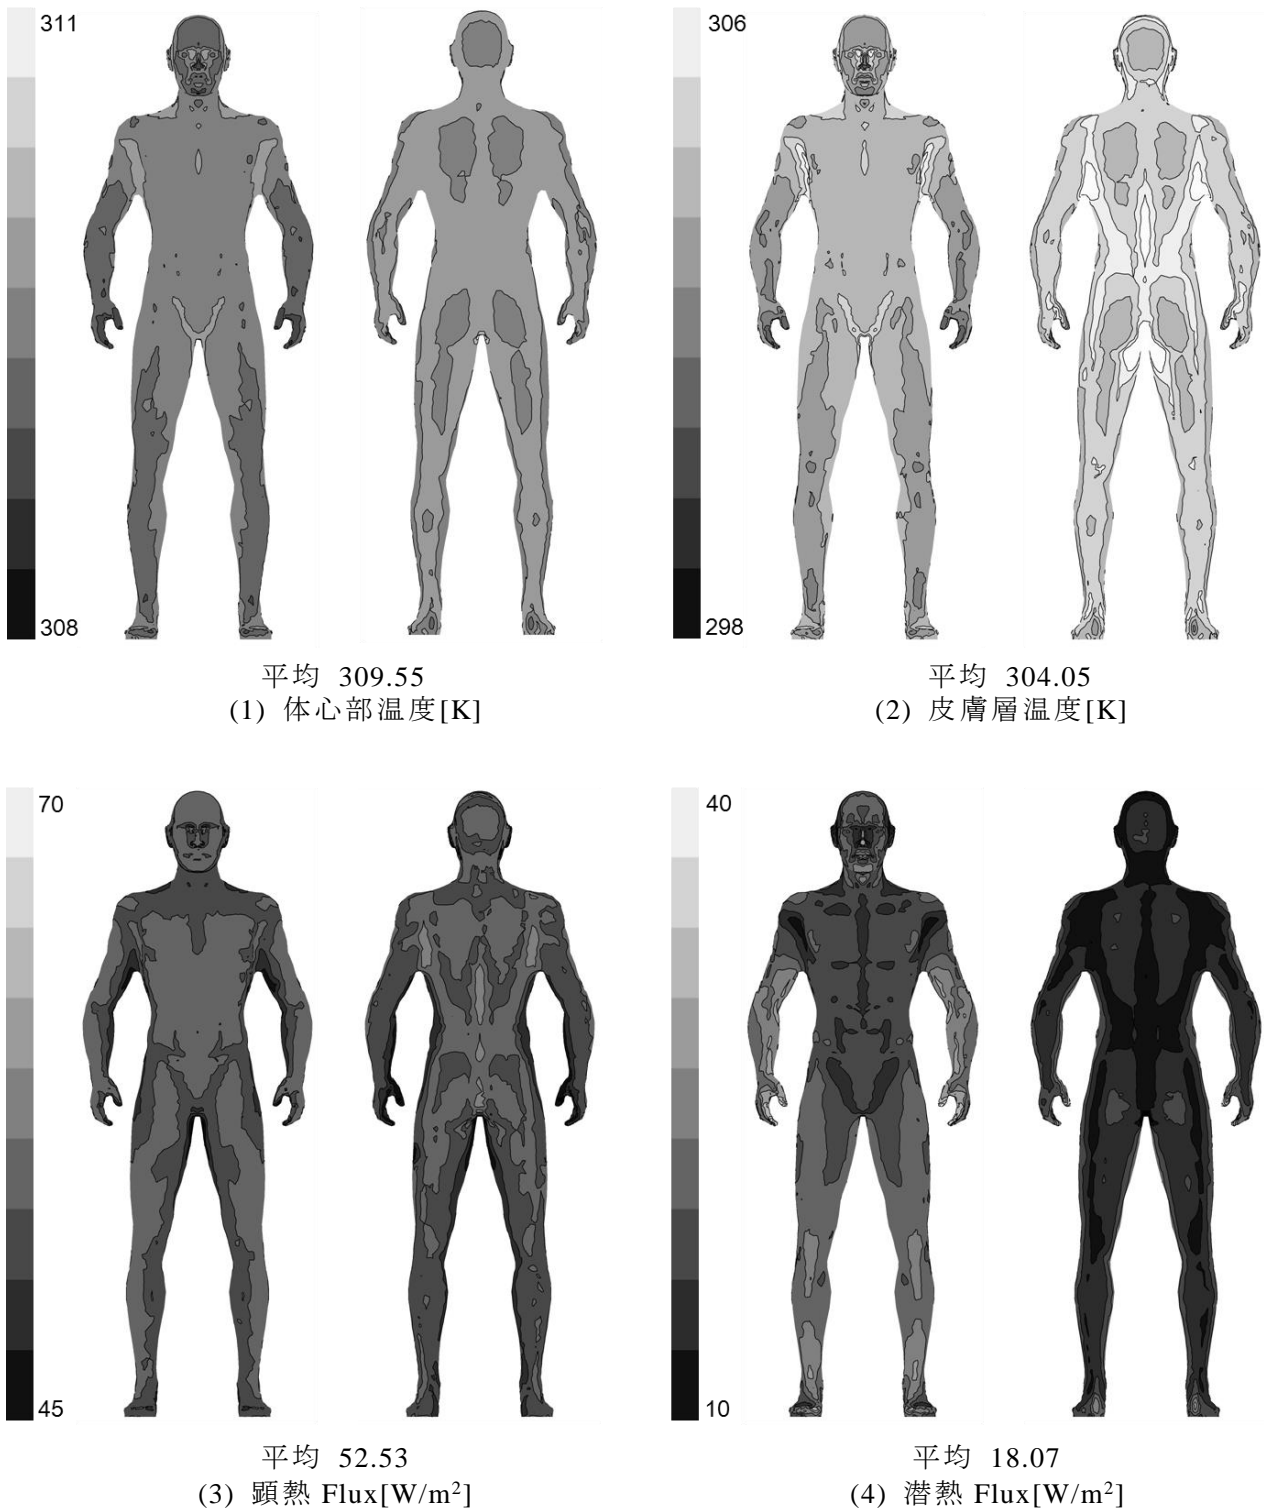 311
308
平均 309.55
(1) 体心部温度[K]
306
298
平均 304.05
(2) 皮膚層温度[K]
70
45
平均 52.53
(3) 顕熱 Flux[W/m²]
40
10
平均 18.07
(4) 潜熱 Flux[W/m²]